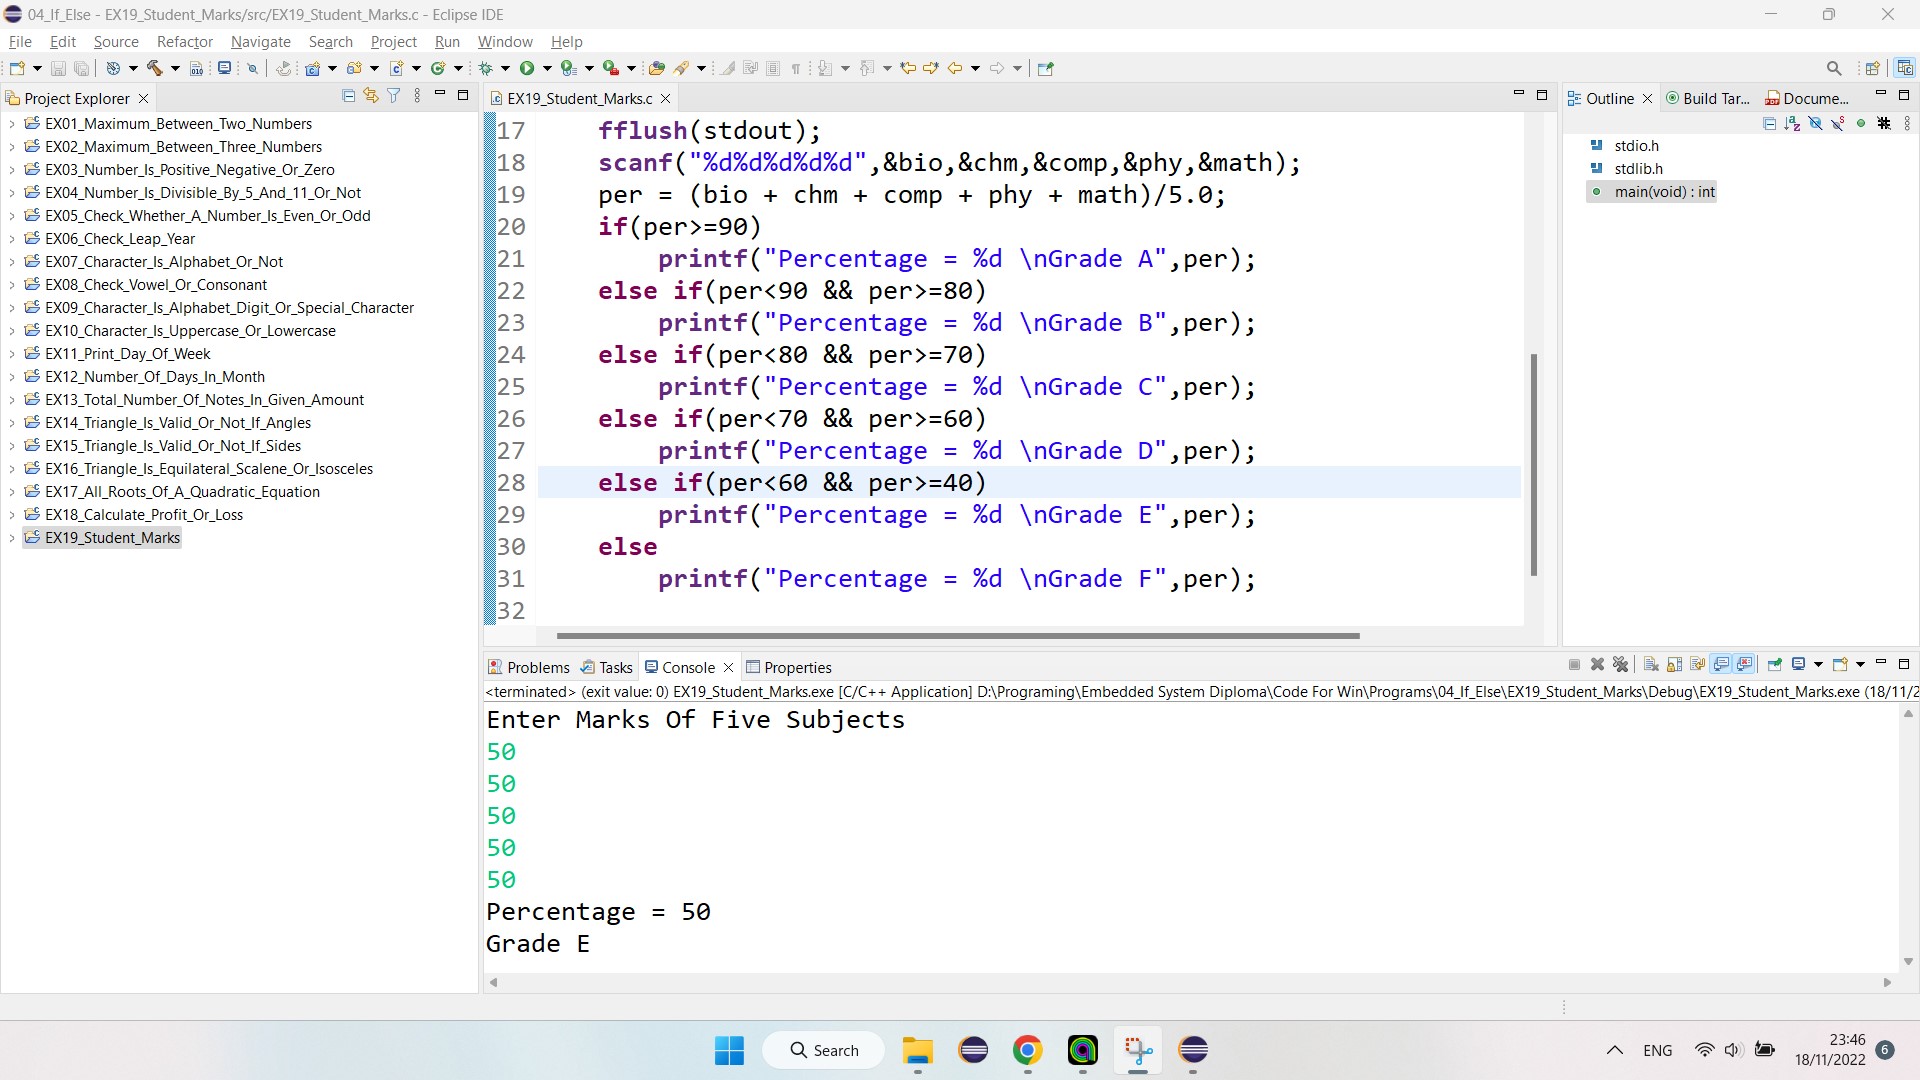 04_If_Else - EX19_Student_Marks/src/EX19_Student_Marks.c - Eclipse IDE
File Edit Source Refactor Navigate Search Project Run Window Help
Project Explorer
EX01_Maximum_Between_Two_Numbers
EX02_Maximum_Between_Three_Numbers
EX03_Number_Is_Positive_Negative_Or_Zero
EX04_Number_Is_Divisible_By_5_And_11_Or_Not
EX05_Check_Whether_A_Number_Is_Even_Or_Odd
EX06_Check_Leap_Year
EX07_Character_Is_Alphabet_Or_Not
EX08_Check_Vowel_Or_Consonant
EX09_Character_Is_Alphabet_Digit_Or_Special_Character
EX10_Character_Is_Uppercase_Or_Lowercase
EX11_Print_Day_Of_Week
EX12_Number_Of_Days_In_Month
EX13_Total_Number_Of_Notes_In_Given_Amount
EX14_Triangle_Is_Valid_Or_Not_If_Angles
EX15_Triangle_Is_Valid_Or_Not_If_Sides
EX16_Triangle_Is_Equilateral_Scalene_Or_Isosceles
EX17_All_Roots_Of_A_Quadratic_Equation
EX18_Calculate_Profit_Or_Loss
EX19_Student_Marks
EX19_Student_Marks.c
17 fflush(stdout);
18 scanf("%d%d%d%d%d",&bio,&chm,&comp,&phy,&math);
19 per = (bio + chm + comp + phy + math)/5.0;
20 if(per>=90)
21 printf("Percentage = %d \nGrade A",per);
22 else if(per<90 && per>=80)
23 printf("Percentage = %d \nGrade B",per);
24 else if(per<80 && per>=70)
25 printf("Percentage = %d \nGrade C",per);
26 else if(per<70 && per>=60)
27 printf("Percentage = %d \nGrade D",per);
28 else if(per<60 && per>=40)
29 printf("Percentage = %d \nGrade E",per);
30 else
31 printf("Percentage = %d \nGrade F",per);
32
Outline Build Tar... Docume...
stdio.h
stdlib.h
main(void) : int
Problems Tasks Console Properties
<terminated> (exit value: 0) EX19_Student_Marks.exe [C/C++ Application] D:\Programing\Embedded System Diploma\Code For Win\Programs\04_If_Else\EX19_Student_Marks\Debug\EX19_Student_Marks.exe (18/11/2
Enter Marks Of Five Subjects
50
50
50
50
50
Percentage = 50
Grade E
Search
ENG
23:46
18/11/2022
6